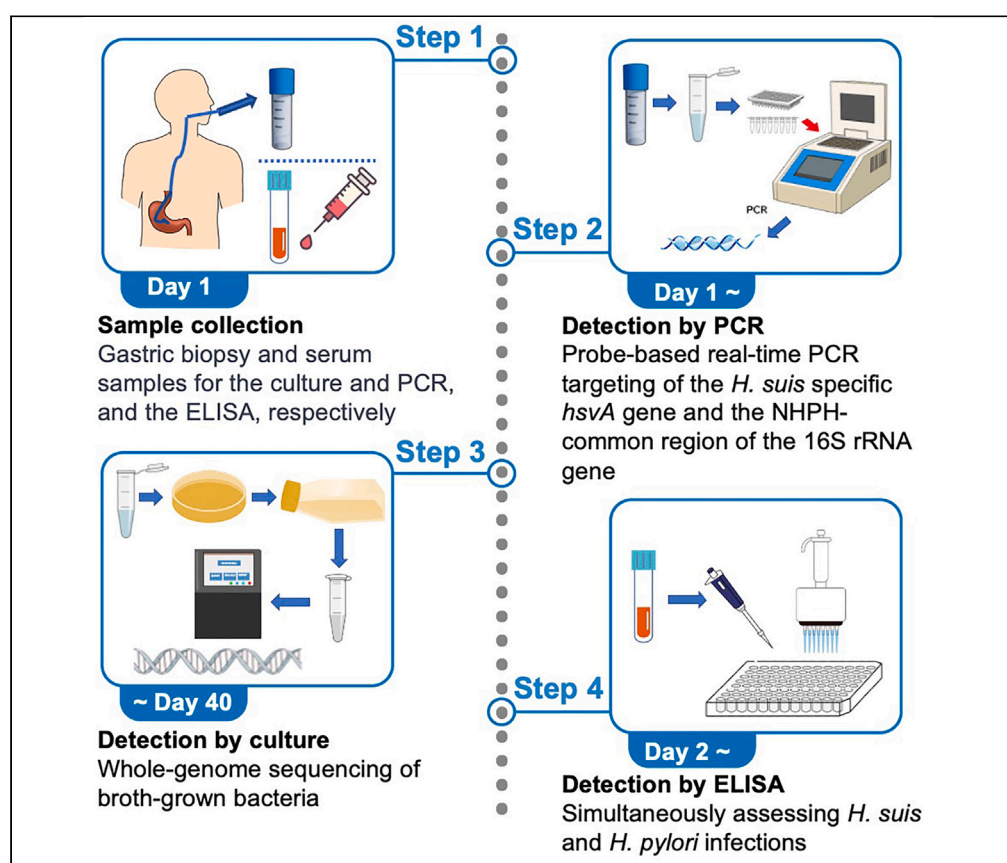 Step 1
Day 1
Sample collection
Gastric biopsy and serum
samples for the culture and PCR,
and the ELISA, respectively
Step 2
PCR
Day 1 ~
Detection by PCR
Probe-based real-time PCR
targeting of the H. suis specific
hsvA gene and the NHPH-
common region of the 16S rRNA
gene
Step 3
~ Day 40
Detection by culture
Whole-genome sequencing of
broth-grown bacteria
Step 4
Day 2 ~
Detection by ELISA
Simultaneously assessing H. suis
and H. pylori infections